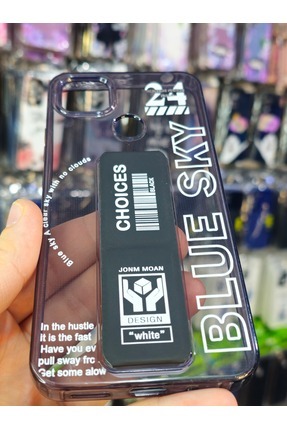 24
BLUE SKY
Blue sky A clear sky with no clouds
CHOICES
BLACK
JONM MOAN
DESIGN
"white"
In the hustle
it is the fast
Have you ev
pull sway frc
Get some alow